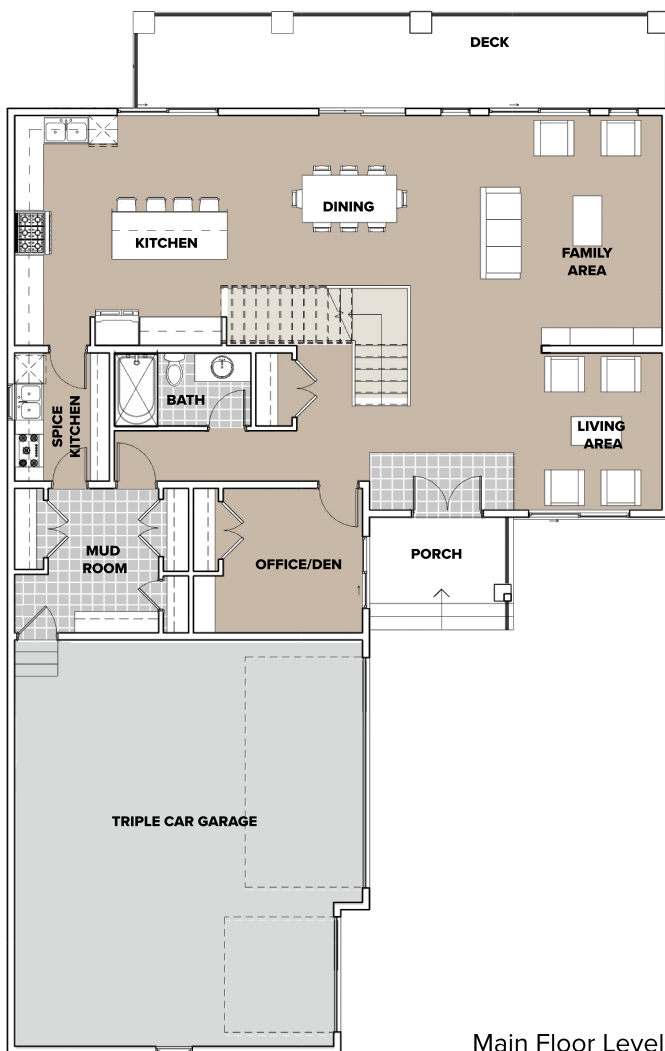 DECK
DINING
KITCHEN
FAMILY
AREA
SPICE
KITCHEN
BATH
LIVING
AREA
MUD
ROOM
OFFICE/DEN
PORCH
TRIPLE CAR GARAGE
Main Floor Level